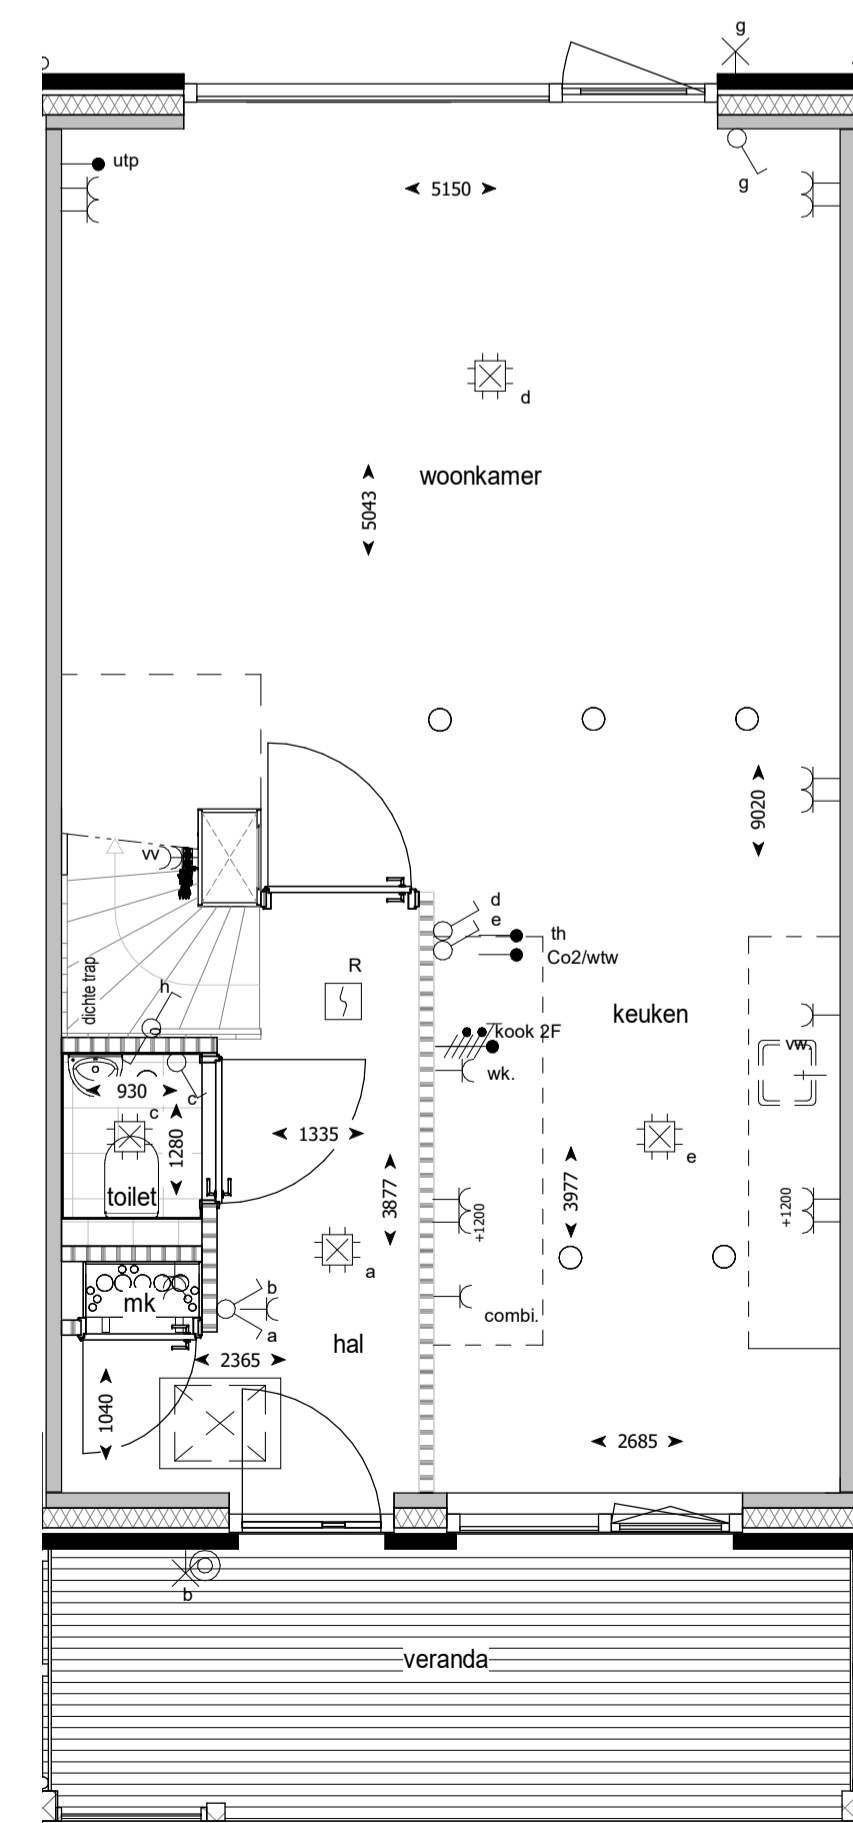 g
utp
5150
g
d
woonkamer
5043
9020
vv
d
e
th
Co2/wtw
dichte trap
h
R
keuken
kook 2F
wk.
vw.
930
c
c
1280
1335
e
toilet
3877
3977
+1200
+1200
a
mk
b
a
combi.
hal
2365
1040
2685
b
veranda